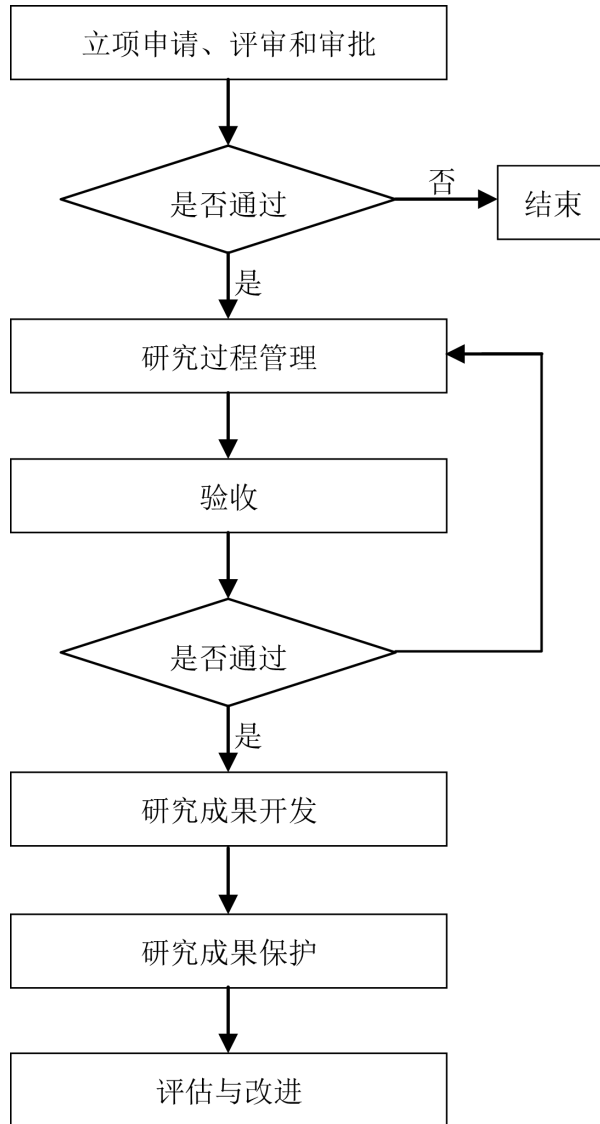 立项申请、评审和审批
是否通过
否
结束
是
研究过程管理
验收
是否通过
是
研究成果开发
研究成果保护
评估与改进